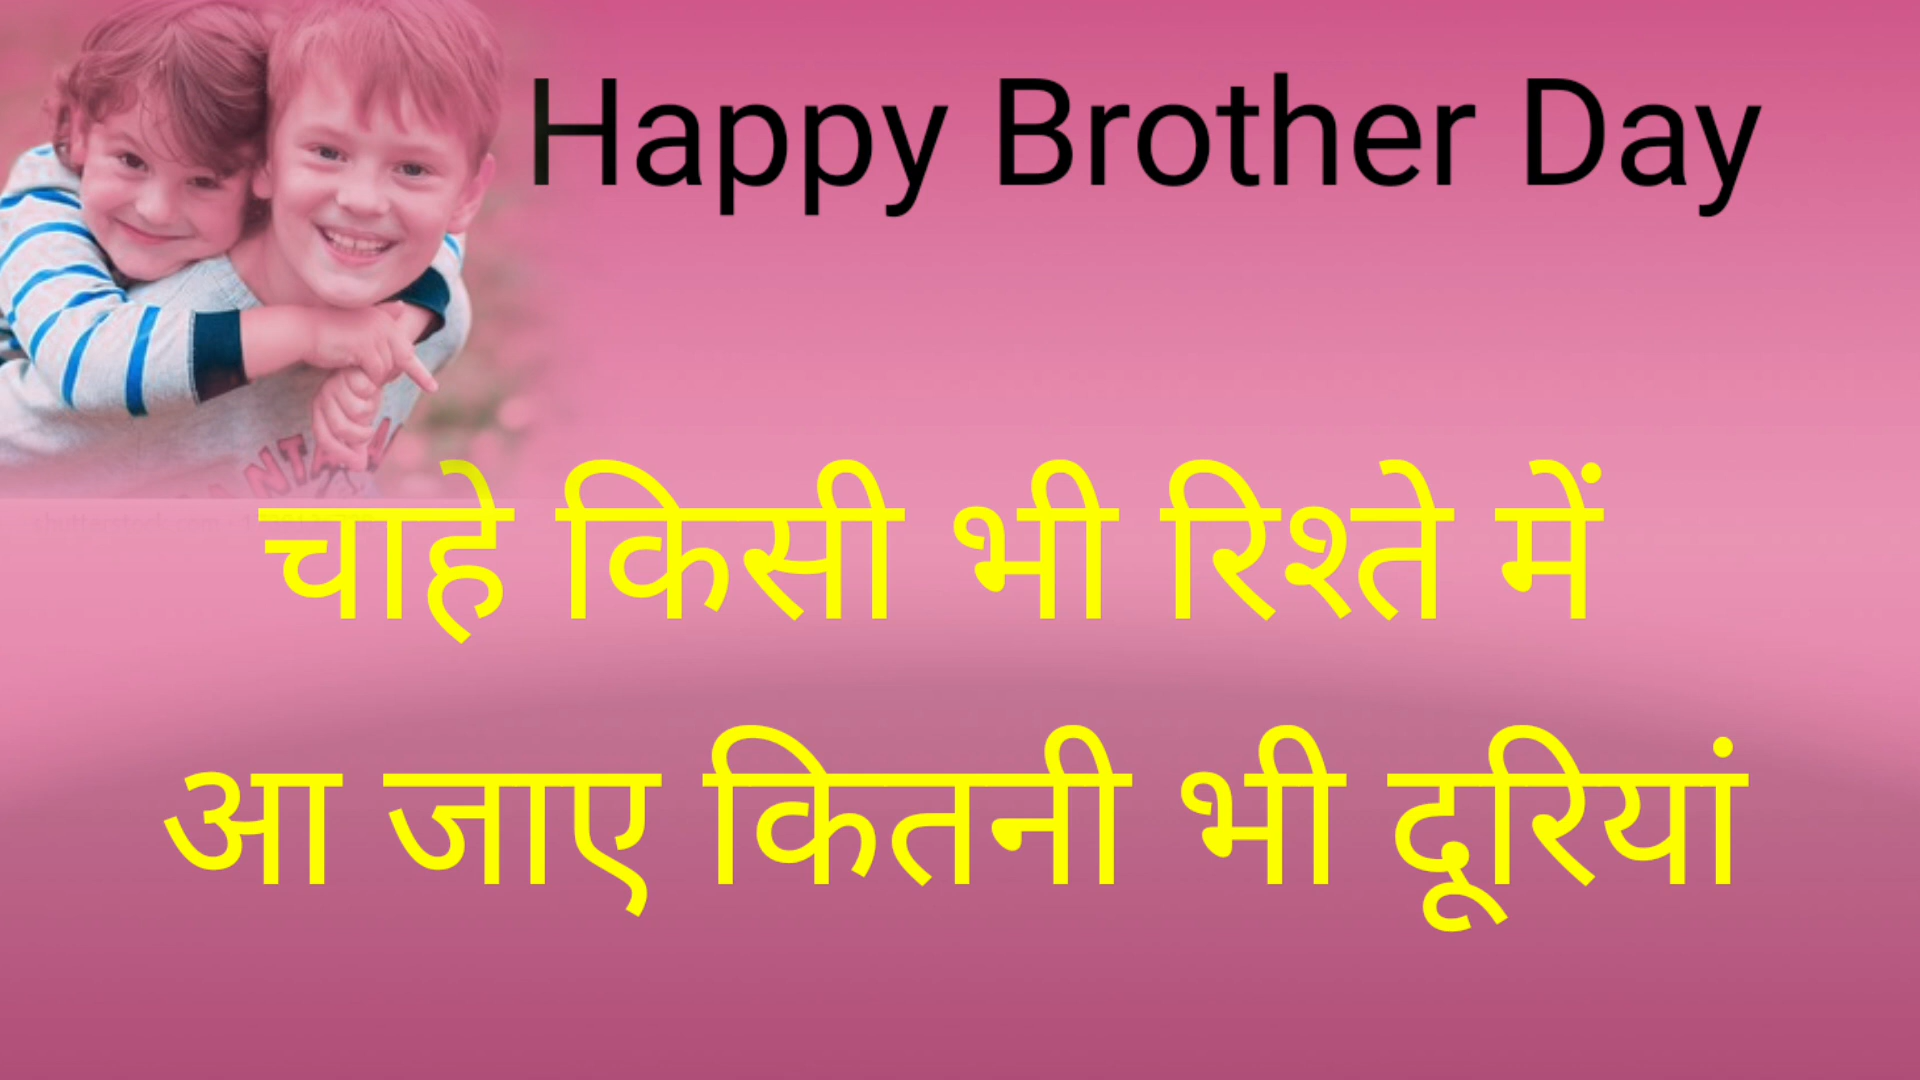 Happy Brother Day
चाहे किसी भी रिश्ते में
आ जाए कितनी भी दूरियां